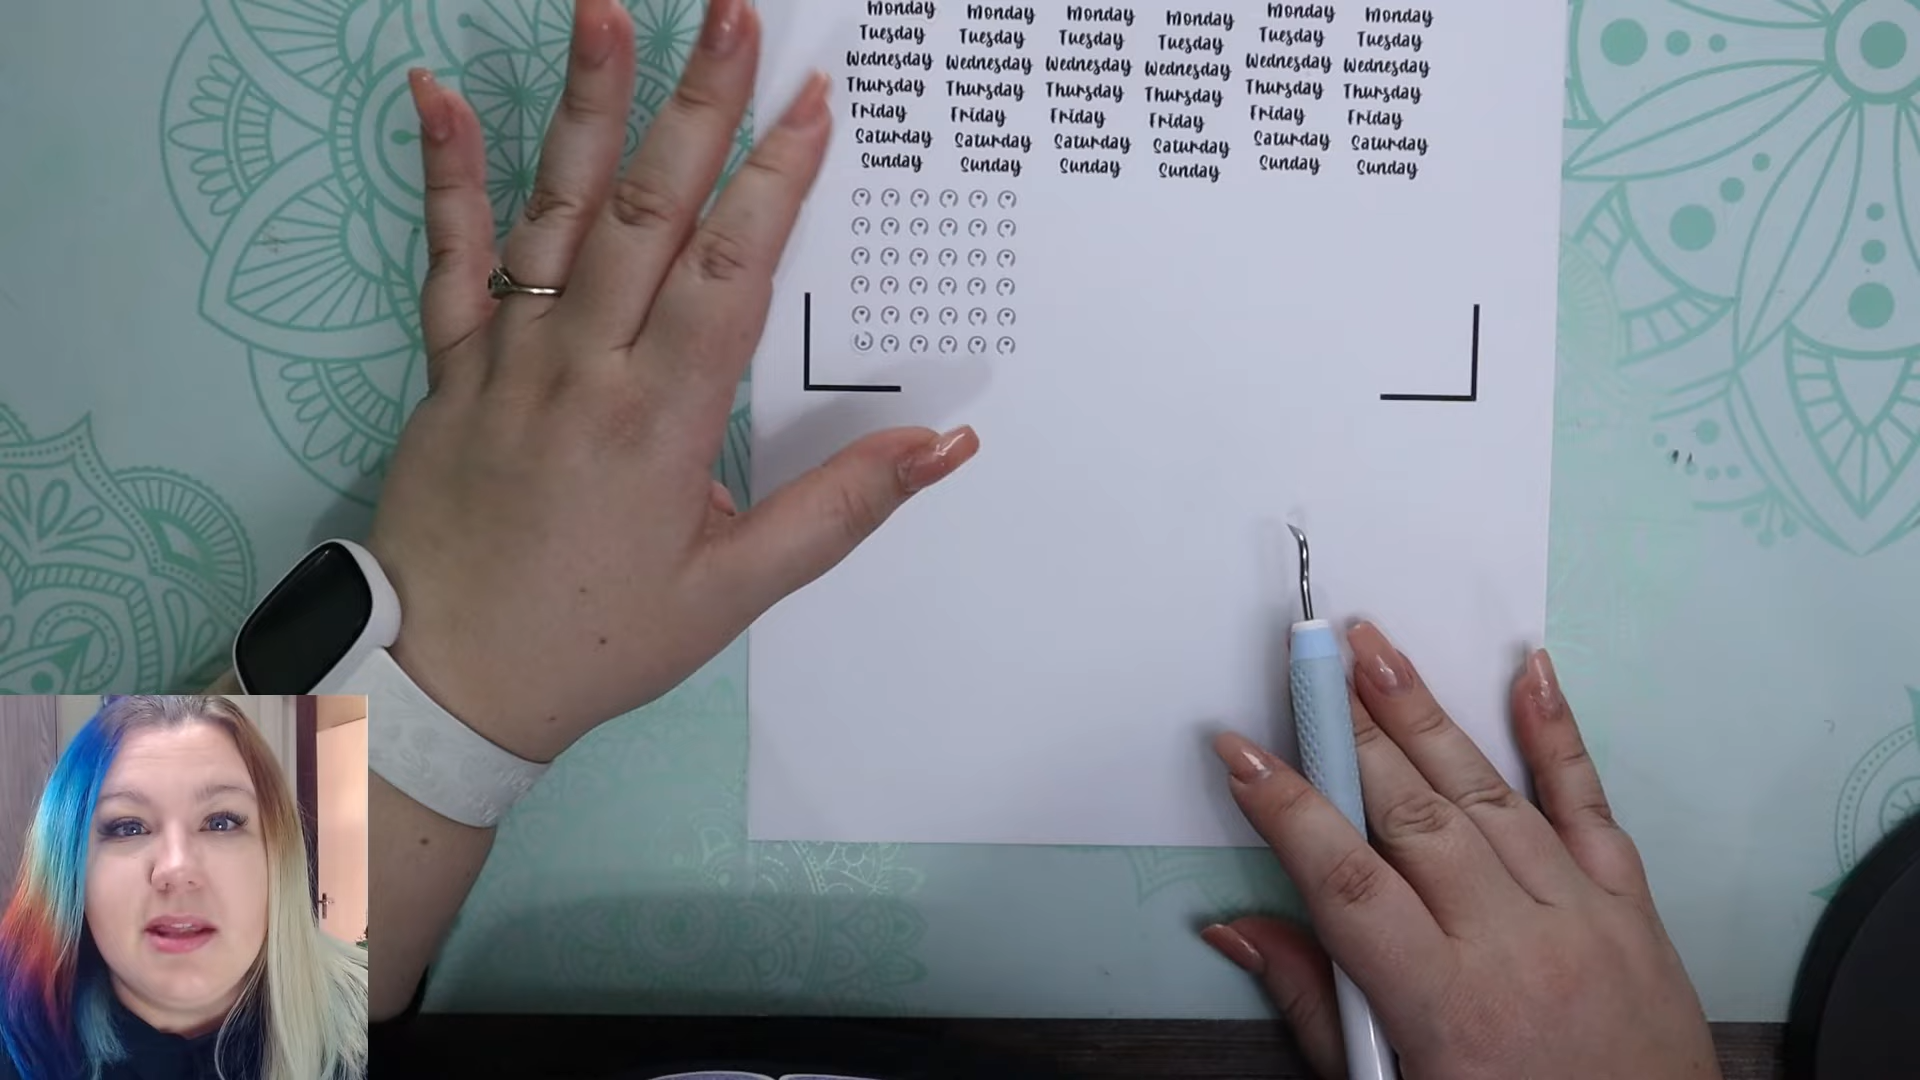 Monday Monday Monday Monday Monday Monday
Tuesday Tuesday Tuesday Tuesday Tuesday Tuesday
Wednesday Wednesday Wednesday Wednesday Wednesday Wednesday
Thursday Thursday Thursday Thursday Thursday Thursday
Friday Friday Friday Friday Friday Friday
Saturday Saturday Saturday Saturday Saturday Saturday
Sunday Sunday Sunday Sunday Sunday Sunday